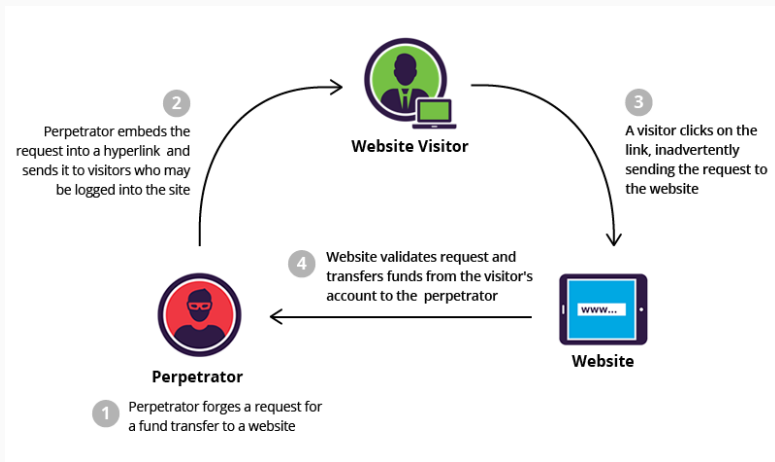 2
Perpetrator embeds the
request into a hyperlink and
sends it to visitors who may
be logged into the site
Website Visitor
3
A visitor clicks on the
link, inadvertently
sending the request to
the website
4
Website validates request and
transfers funds from the visitor's
account to the perpetrator
www...
Perpetrator
Website
1
Perpetrator forges a request for
a fund transfer to a website